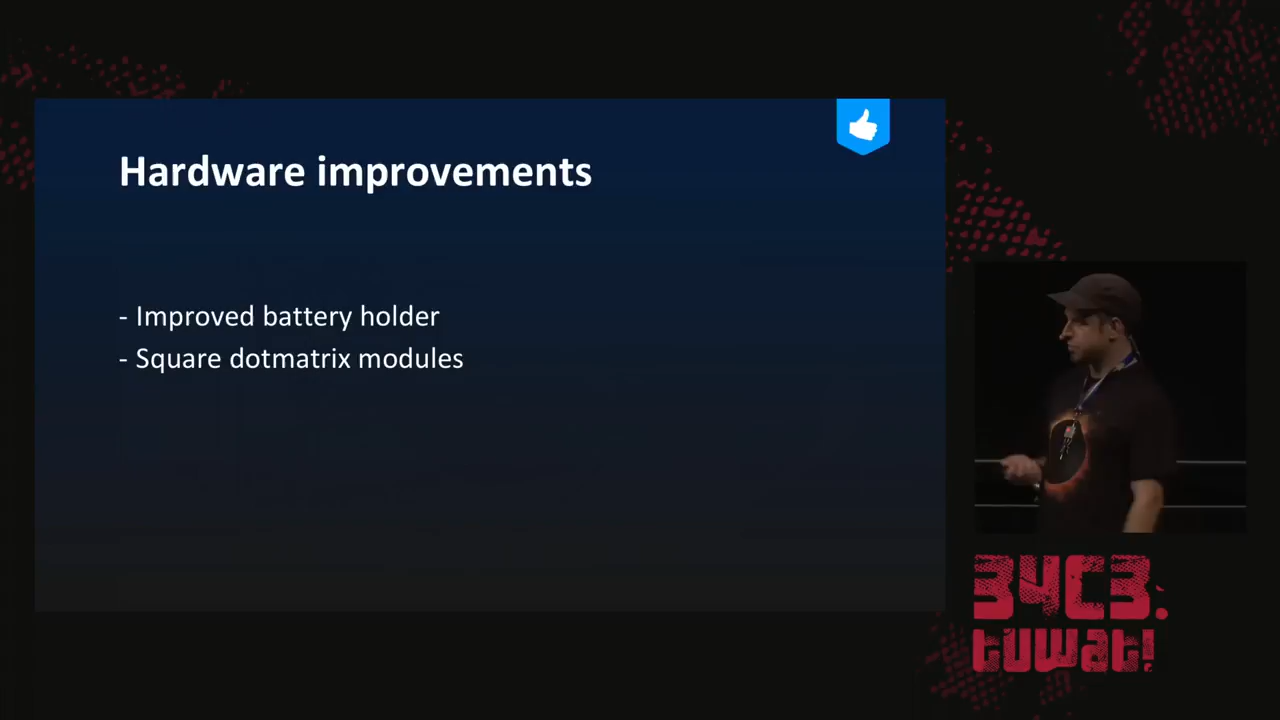 Hardware improvements
- Improved battery holder
- Square dotmatrix modules
34C3.
tuwat!